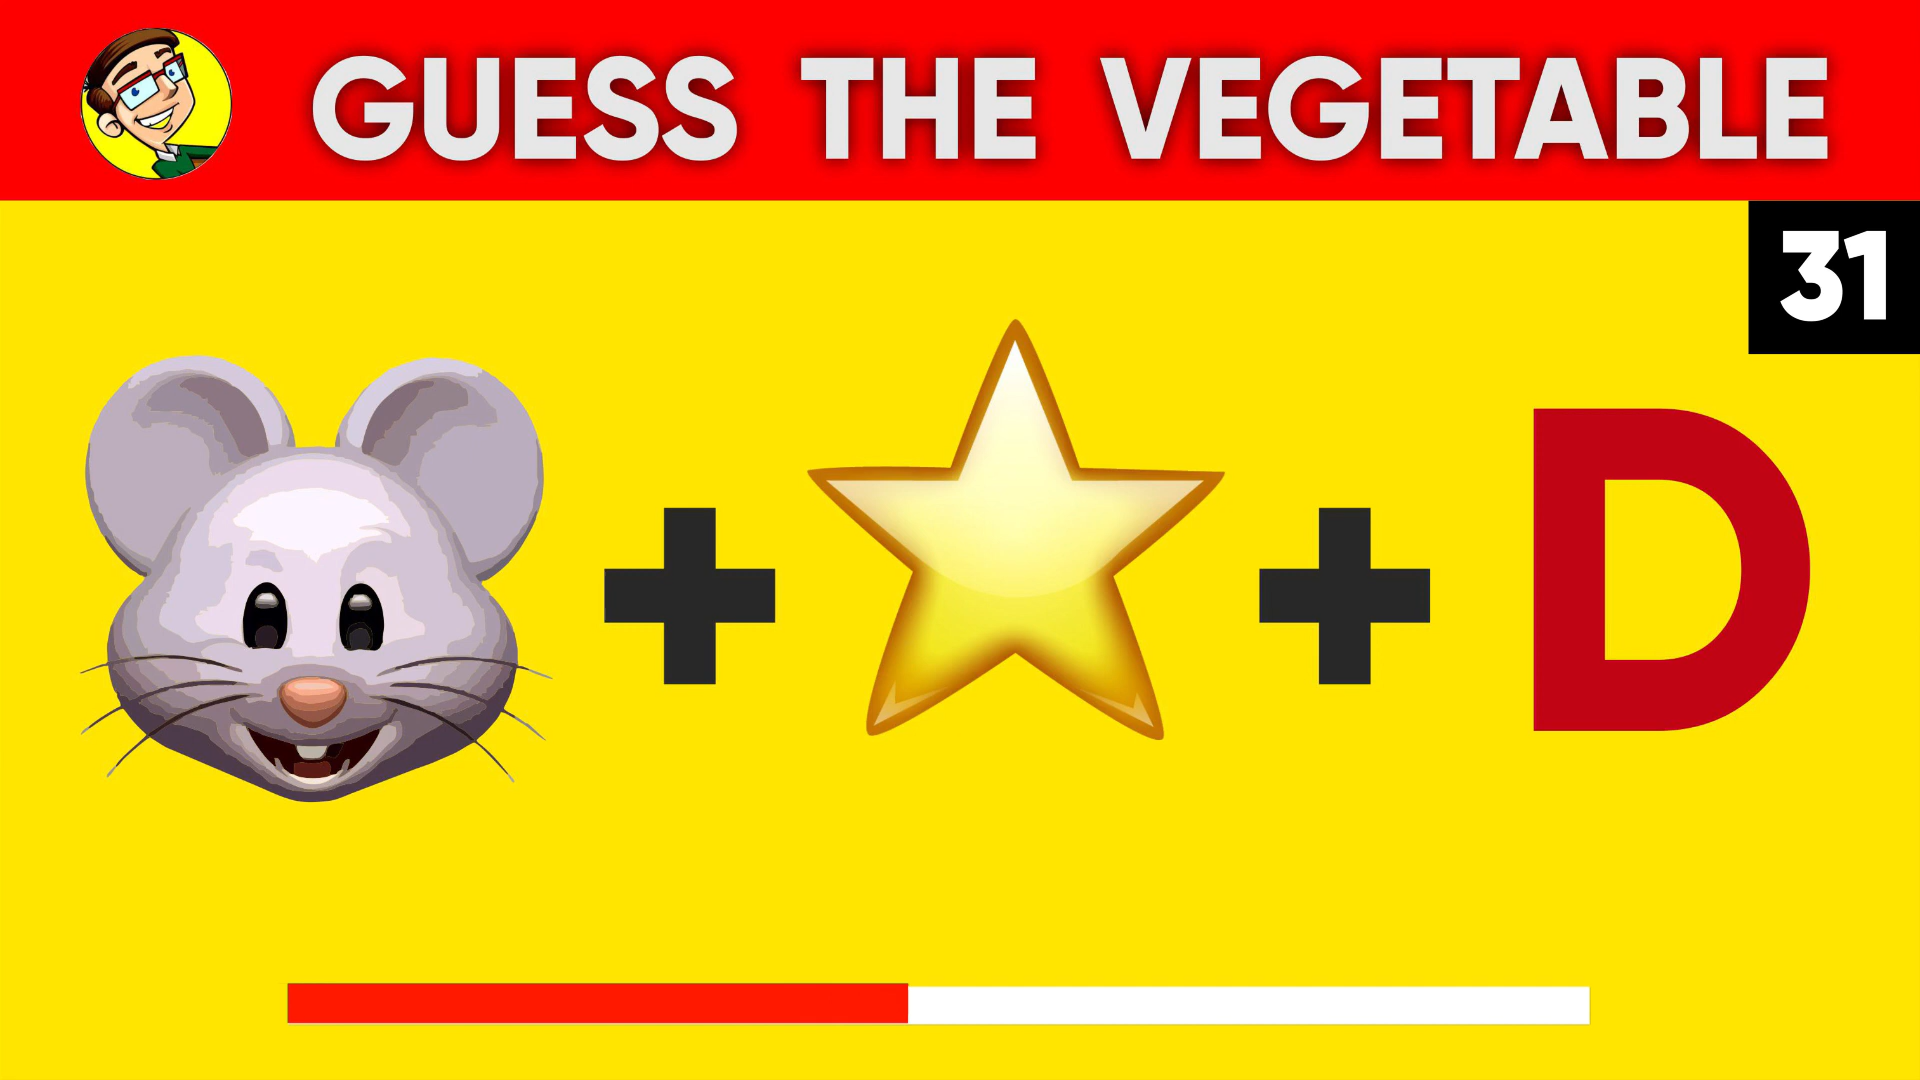 GUESS THE VEGETABLE
31
+ + D